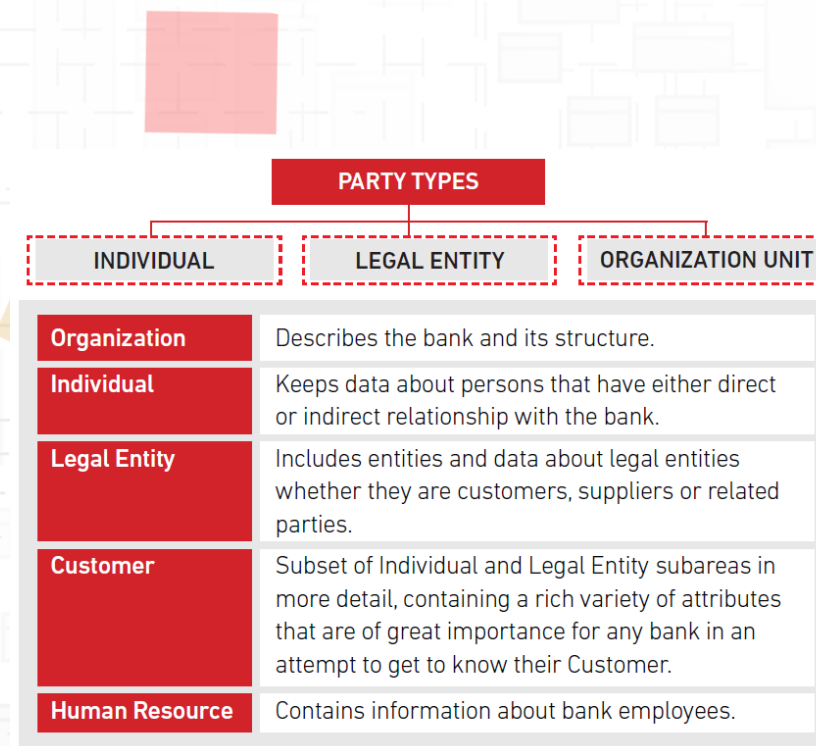 PARTY TYPES
INDIVIDUAL
LEGAL ENTITY
ORGANIZATION UNIT
Organization
Describes the bank and its structure.
Individual
Keeps data about persons that have either direct
or indirect relationship with the bank.
Legal Entity
Includes entities and data about legal entities
whether they are customers, suppliers or related
parties.
Customer
Subset of Individual and Legal Entity subareas in
more detail, containing a rich variety of attributes
that are of great importance for any bank in an
attempt to get to know their Customer.
Human Resource
Contains information about bank employees.